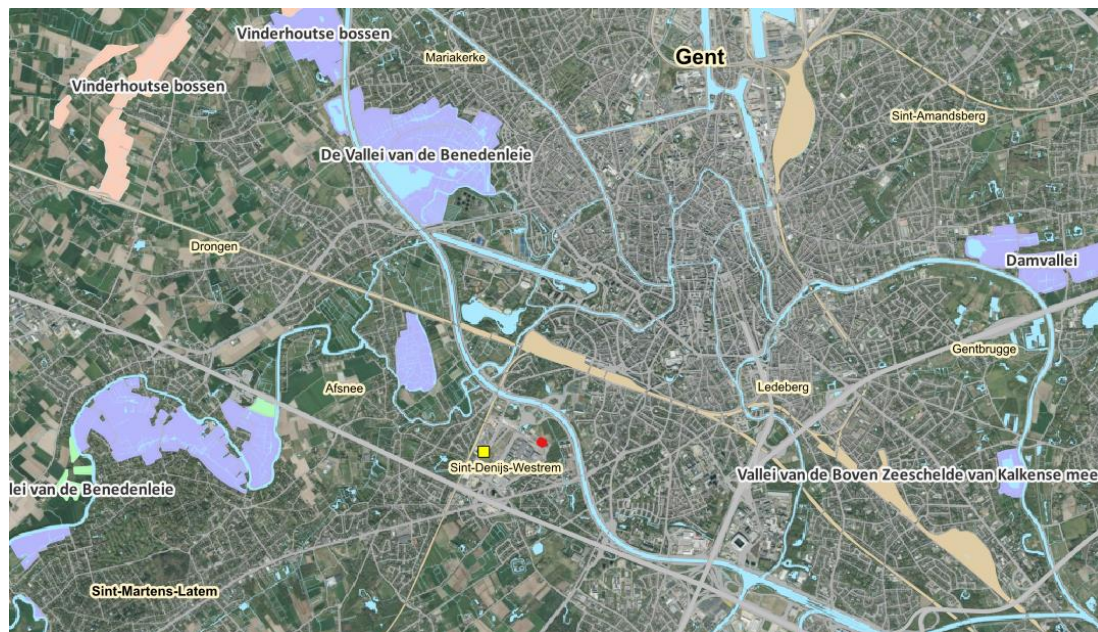 Vinderhoutse bossen
Gent
Mariakerke
Vinderhoutse bossen
Sint-Amandsberg
De Vallei van de Benedenleie
Drongen
Damvallei
Gentbrugge
Afsnee
Ledeberg
Sint-Denijs-Westrem
Vallei van de Boven Zeeschelde van Kalkense mee
lei van de Benedenleie
Sint-Martens-Latem